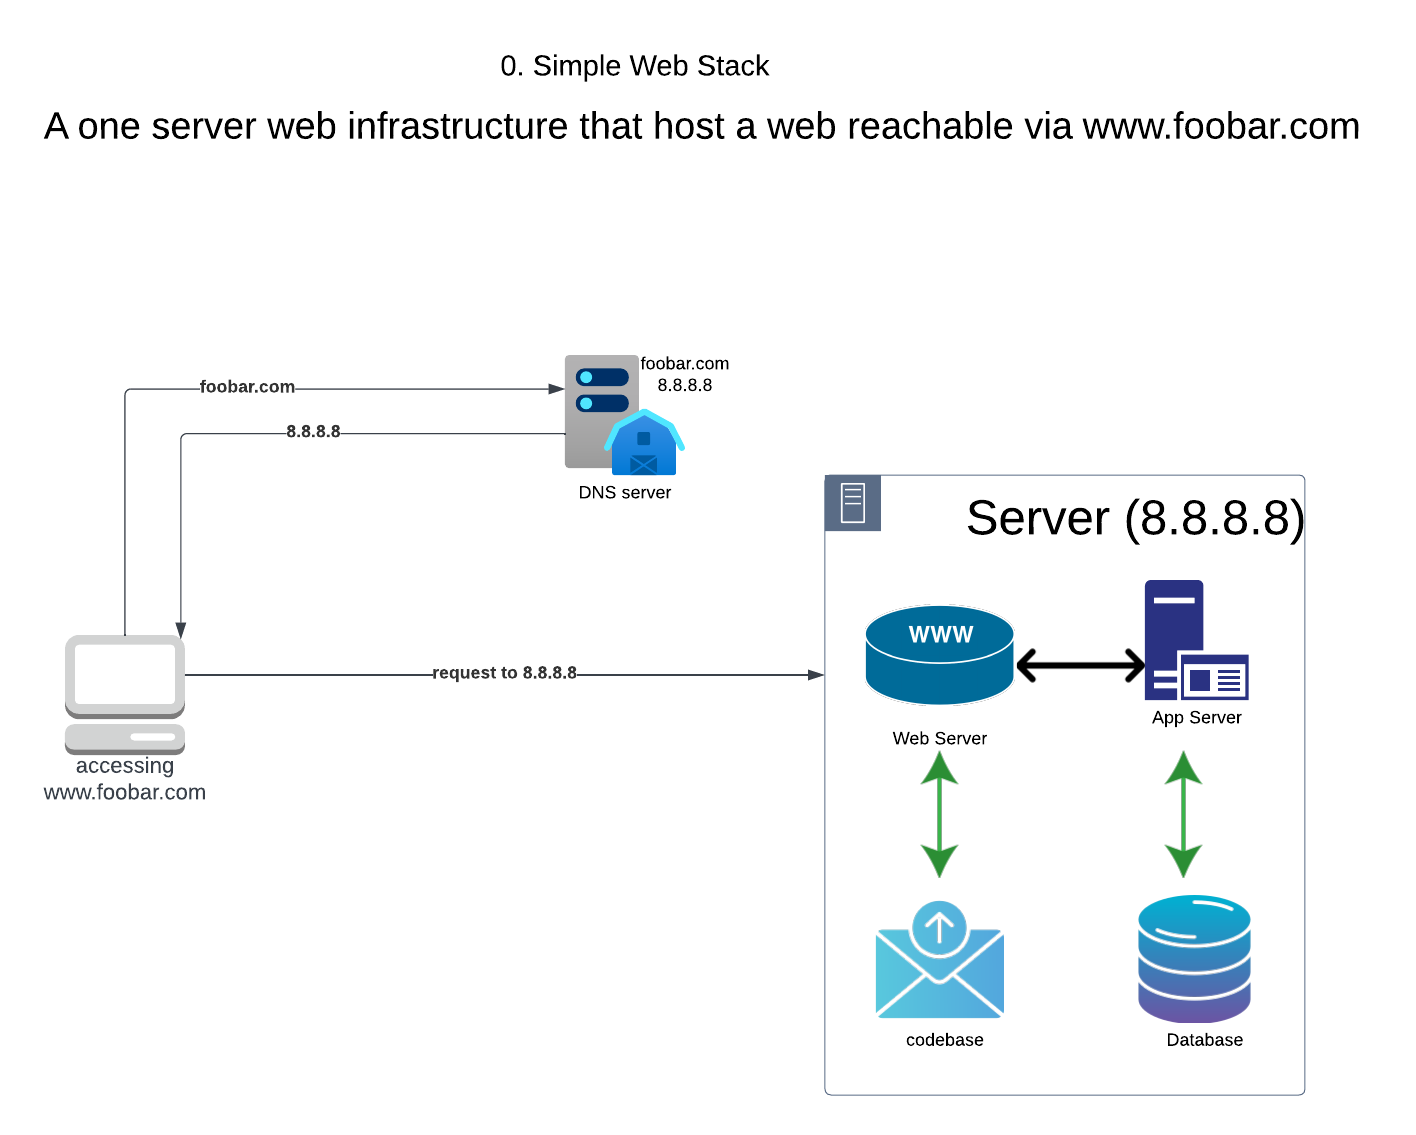 0. Simple Web Stack
A one server web infrastructure that host a web reachable via www.foobar.com
foobar.com
8.8.8.8
foobar.com
8.8.8.8
DNS server
Server (8.8.8.8)
WWW
request to 8.8.8.8
App Server
Web Server
accessing
www.foobar.com
codebase
Database